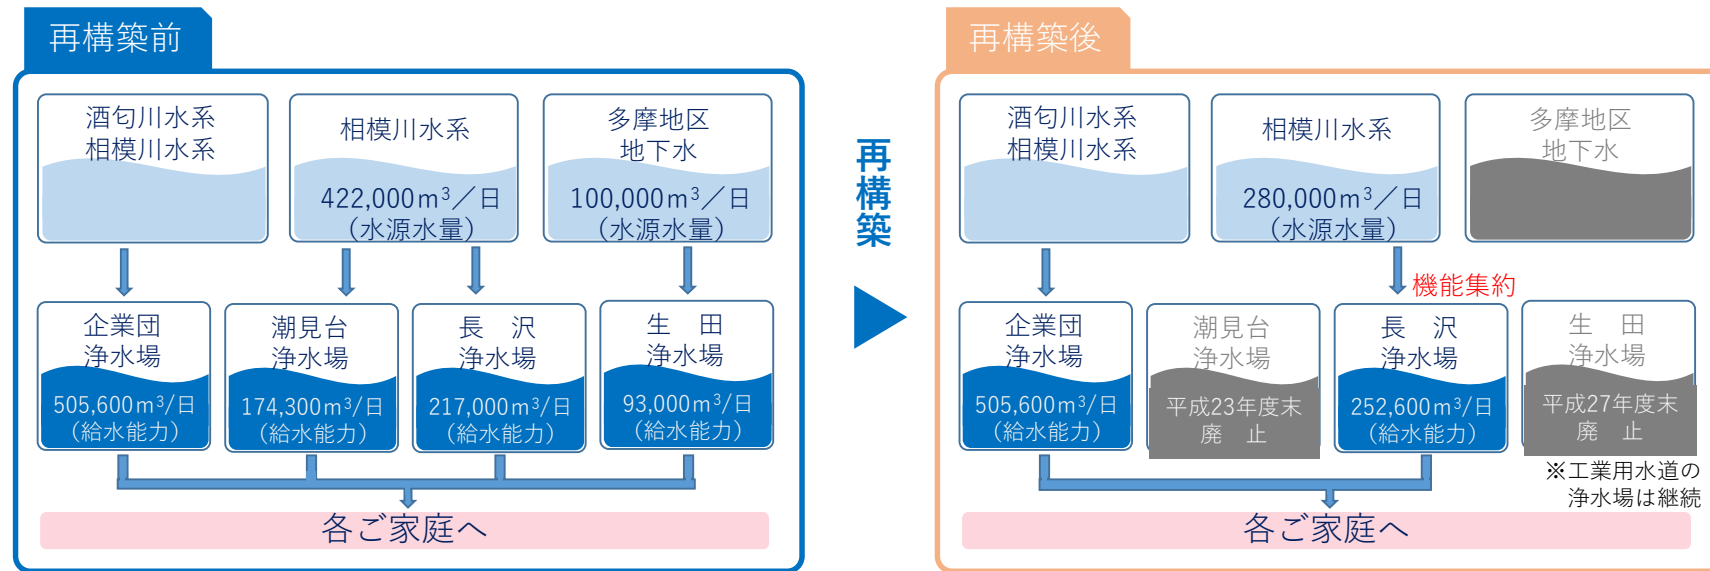 再構築前
酒匂川水系
相模川水系
相模川水系
422,000m³／日
（水源水量）
多摩地区
地下水
100,000m³／日
（水源水量）
企業団
浄水場
505,600m³/日
（給水能力）
潮見台
浄水場
174,300m³/日
（給水能力）
長　沢
浄水場
217,000m³/日
（給水能力）
生　田
浄水場
93,000m³/日
（給水能力）
各ご家庭へ
再構築
再構築後
酒匂川水系
相模川水系
相模川水系
280,000m³／日
（水源水量）
多摩地区
地下水
機能集約
企業団
浄水場
505,600m³/日
（給水能力）
潮見台
浄水場
平成23年度末
廃　止
長　沢
浄水場
252,600m³/日
（給水能力）
生　田
浄水場
平成27年度末
廃　止
※工業用水道の
浄水場は継続
各ご家庭へ